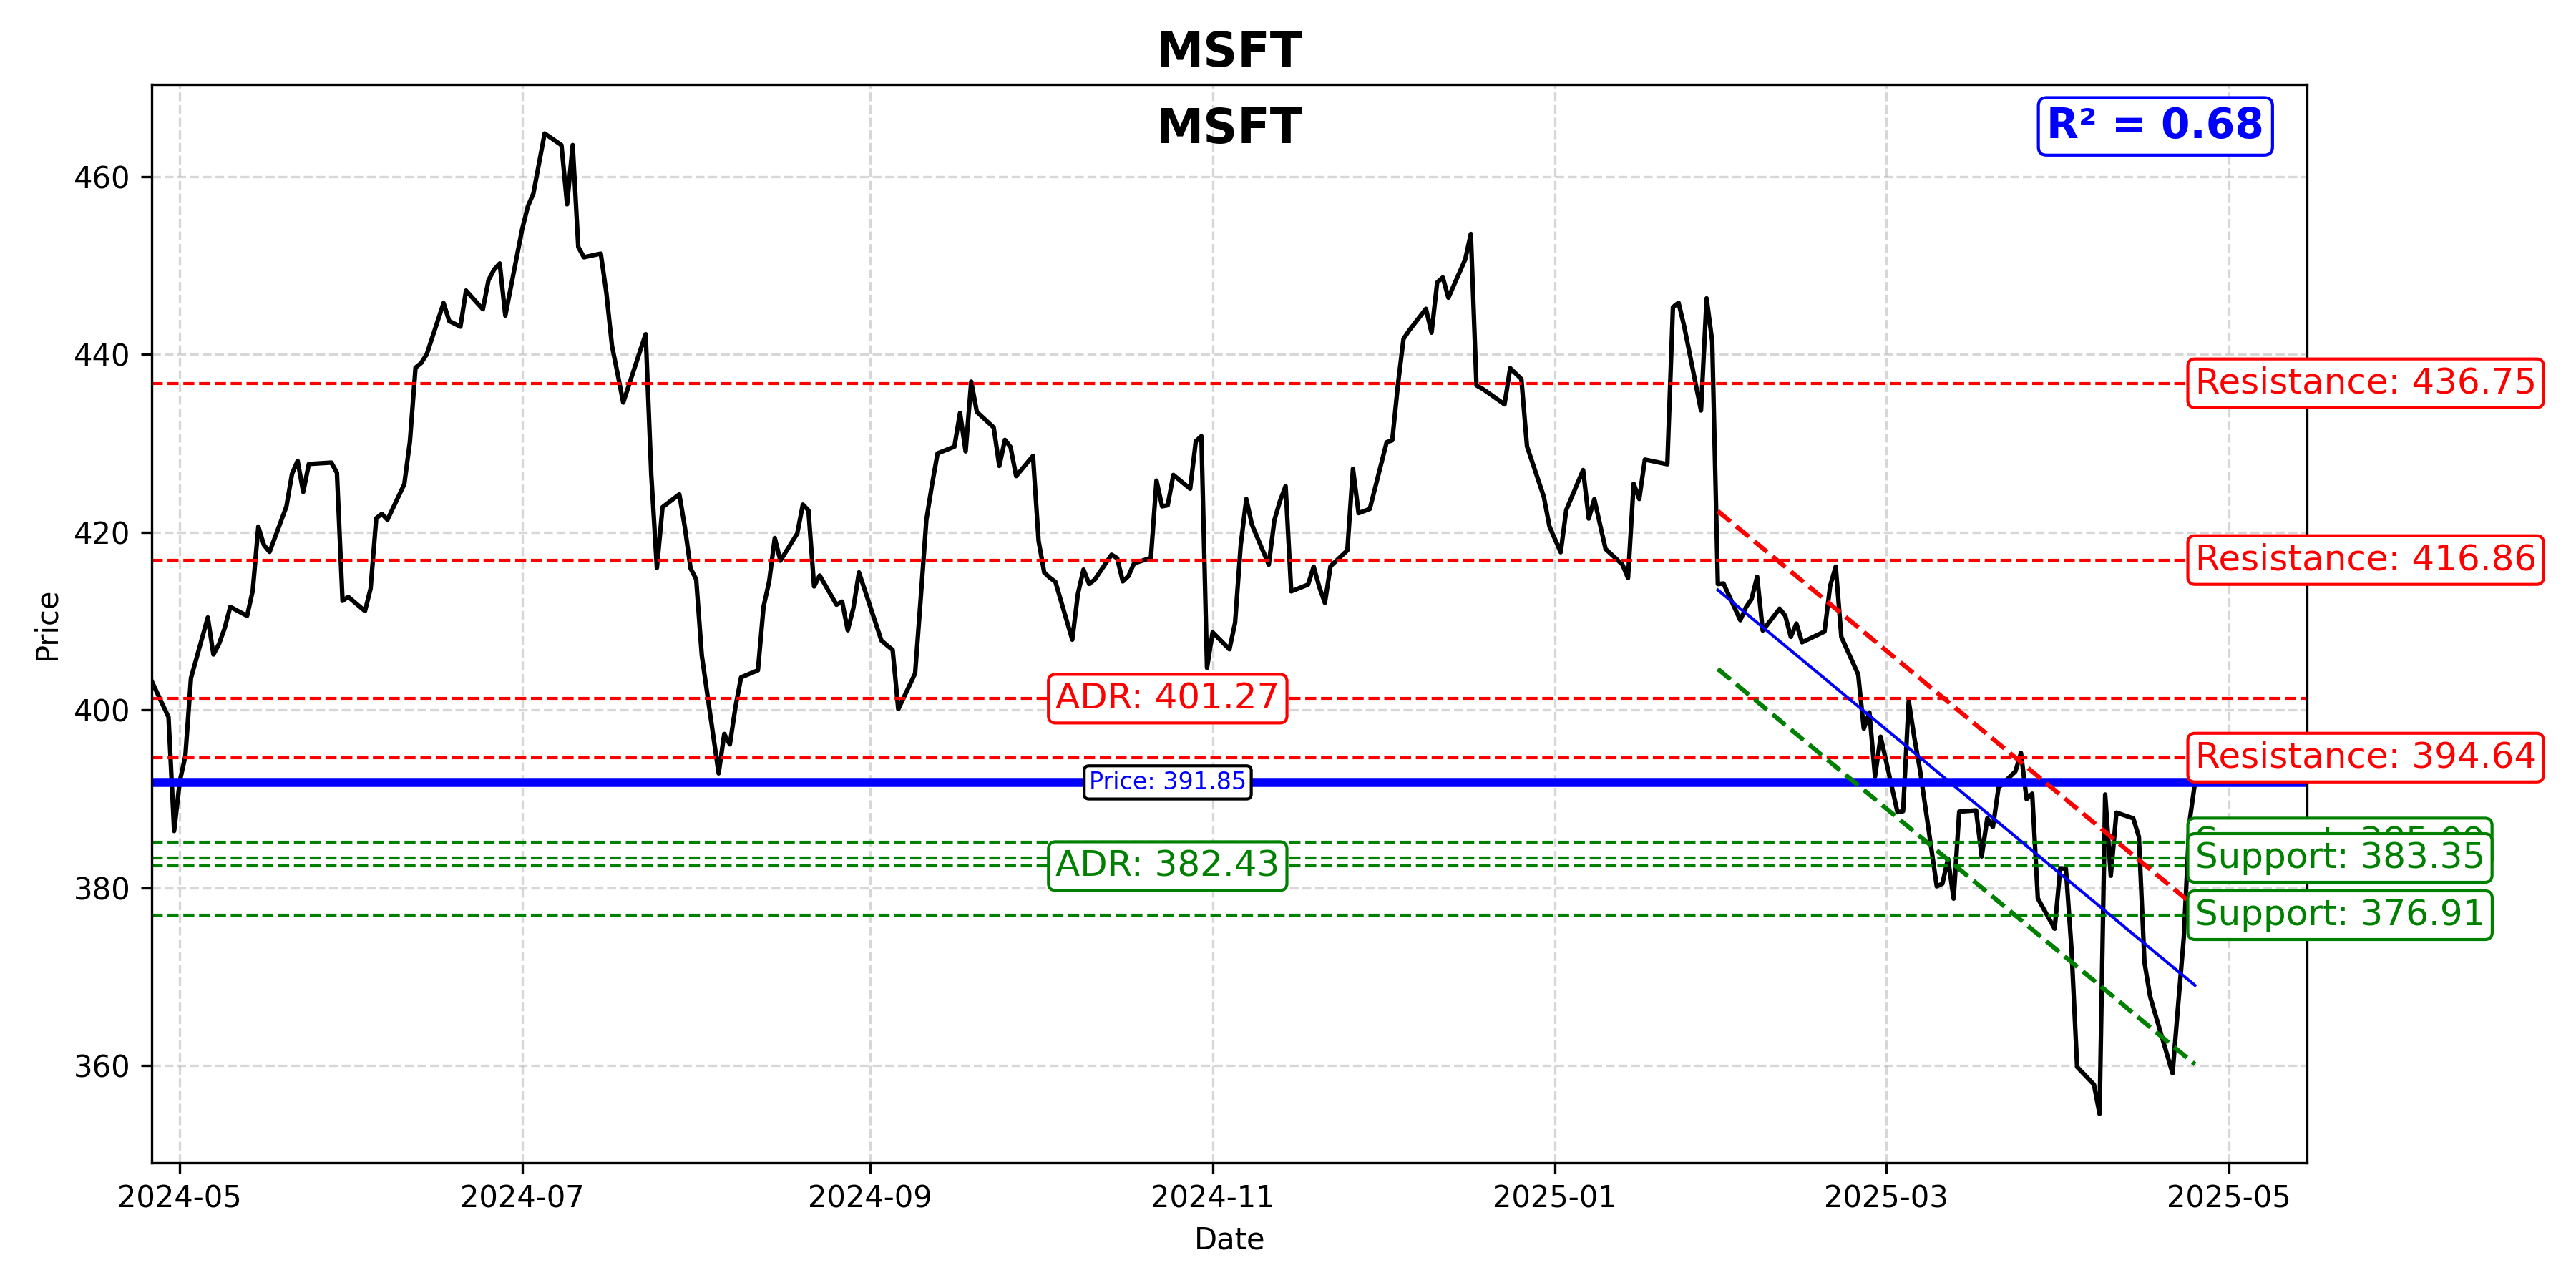 MSFT
MSFT
R² = 0.68
460
440
420
400
380
360
Price
Resistance: 436.75
Resistance: 416.86
ADR: 401.27
Resistance: 394.64
Price: 391.85
ADR: 382.43
Support: 383.35
Support: 376.91
2024-05
2024-07
2024-09
2024-11
2025-01
2025-03
2025-05
Date